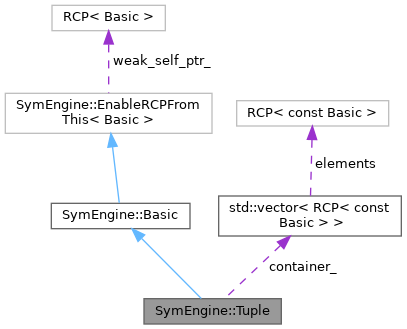 RCP< Basic >
weak_self_ptr_
SymEngine::EnableRCPFrom
This< Basic >
RCP< const Basic >
elements
SymEngine::Basic
std::vector< RCP< const
Basic > >
container_
SymEngine::Tuple